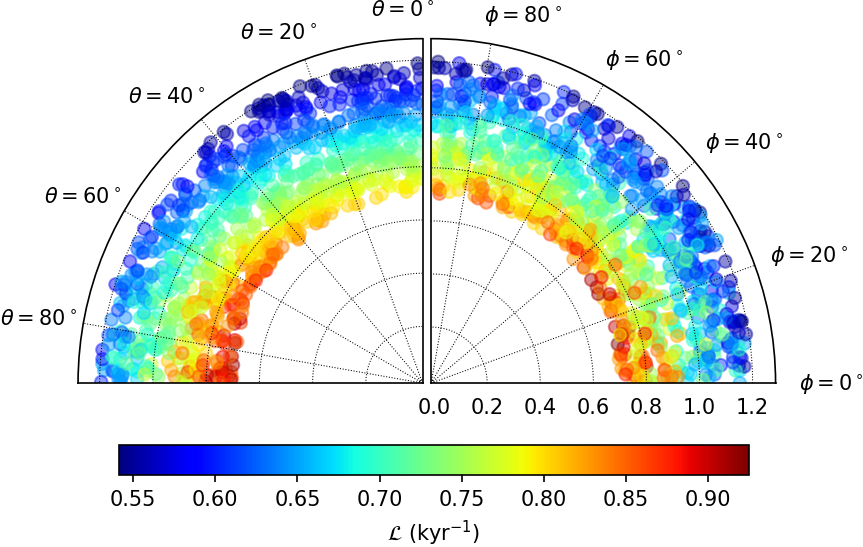 θ = 0°
ϕ = 80°
θ = 20°
ϕ = 60°
θ = 40°
ϕ = 40°
θ = 60°
ϕ = 20°
θ = 80°
ϕ = 0°
0.0 0.2 0.4 0.6 0.8 1.0 1.2
0.55 0.60 0.65 0.70 0.75 0.80 0.85 0.90
ℒ (kyr⁻¹)